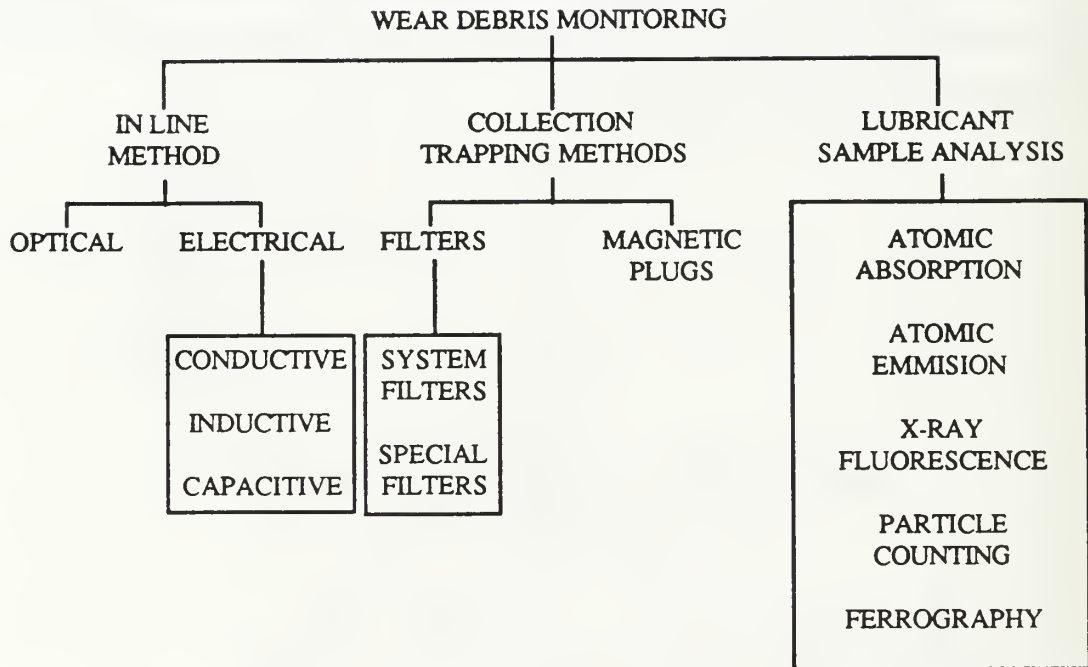 WEAR DEBRIS MONITORING
IN LINE
METHOD
COLLECTION
TRAPPING METHODS
LUBRICANT
SAMPLE ANALYSIS
OPTICAL
ELECTRICAL
FILTERS
MAGNETIC
PLUGS
CONDUCTIVE
INDUCTIVE
CAPACITIVE
SYSTEM
FILTERS
SPECIAL
FILTERS
ATOMIC
ABSORPTION
ATOMIC
EMMISION
X-RAY
FLUORESCENCE
PARTICLE
COUNTING
FERROGRAPHY